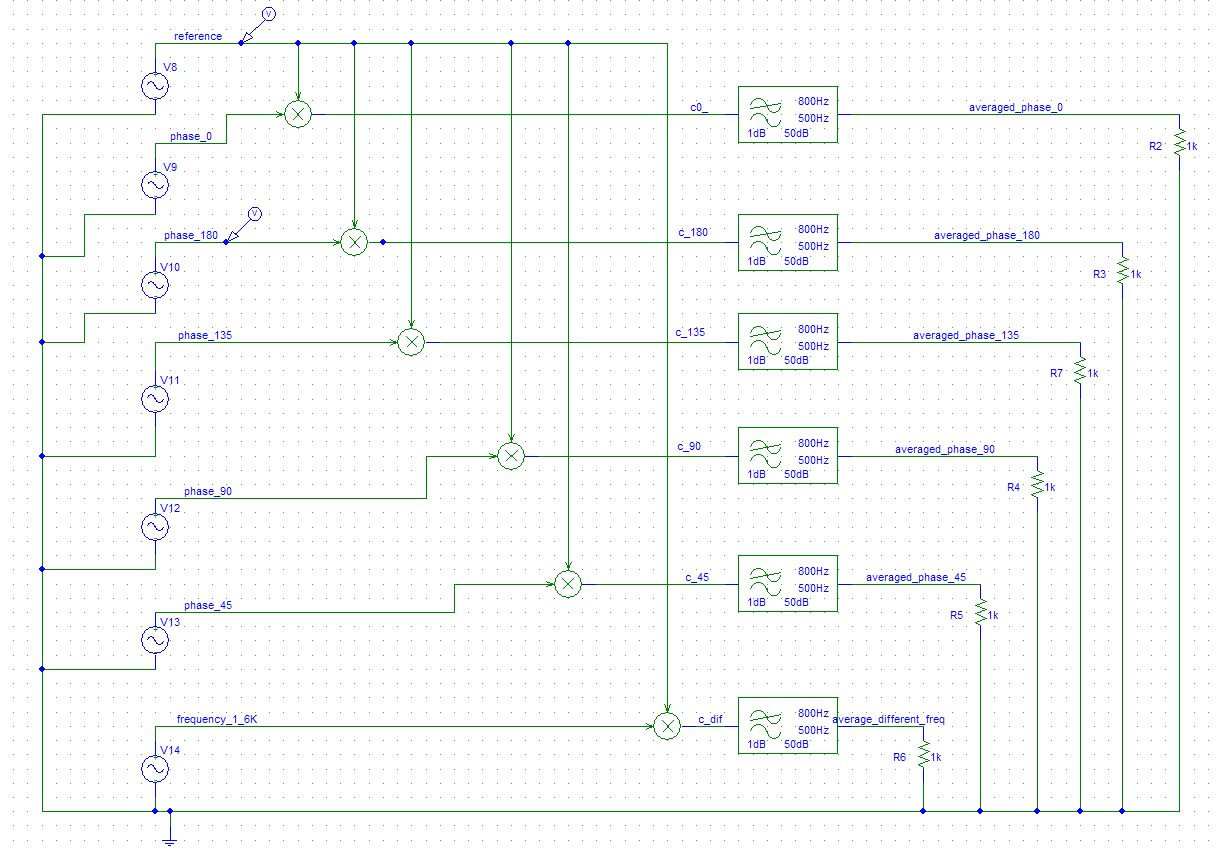 V
reference
V8
800Hz
500Hz
1dB 50dB
c0_
averaged_phase_0
R2 1k
phase_0
V9
V
phase_180
c_180
800Hz
500Hz
1dB 50dB
averaged_phase_180
R3 1k
V10
phase_135
c_135
800Hz
500Hz
1dB 50dB
averaged_phase_135
R7 1k
V11
c_90
800Hz
500Hz
1dB 50dB
averaged_phase_90
R4 1k
phase_90
V12
c_45
800Hz
500Hz
1dB 50dB
averaged_phase_45
R5 1k
phase_45
V13
frequency_1_6K
c_dif
800Hz
500Hz
1dB 50dB
average_different_freq
R6 1k
V14